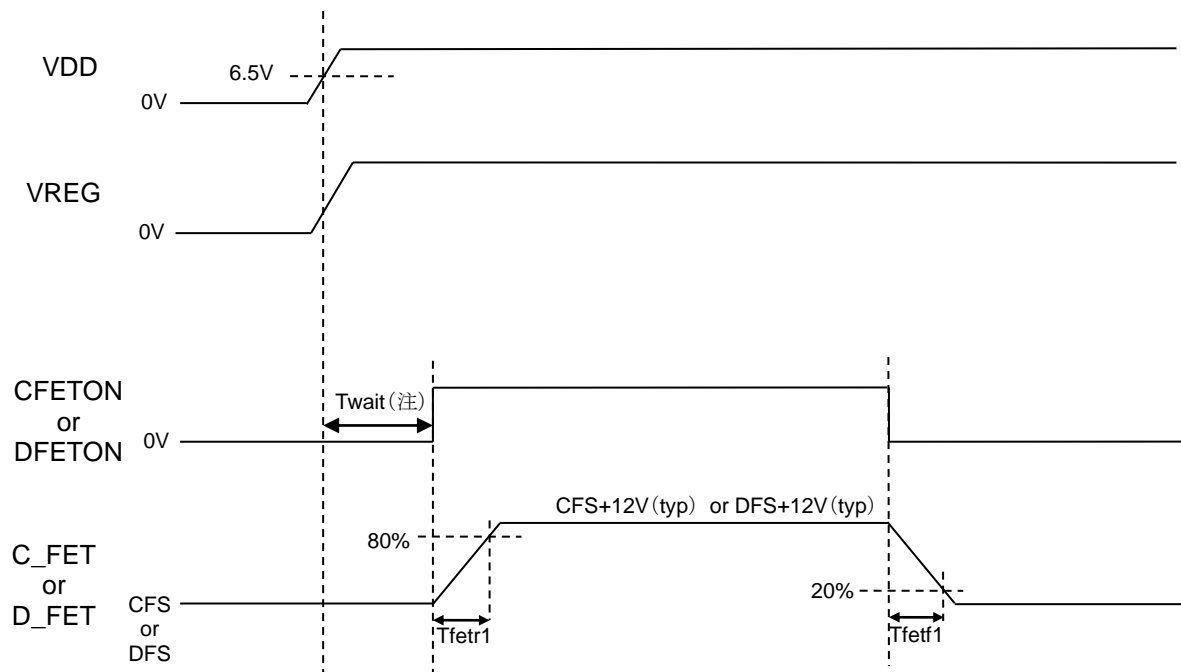 VDD
6.5V
0V
VREG
0V
CFETON
or
DFETON
0V
Twait（注）
CFS+12V（typ） or DFS+12V（typ）
80%
C_FET
or
D_FET
CFS
or
DFS
20%
Tfetr1
Tfetf1